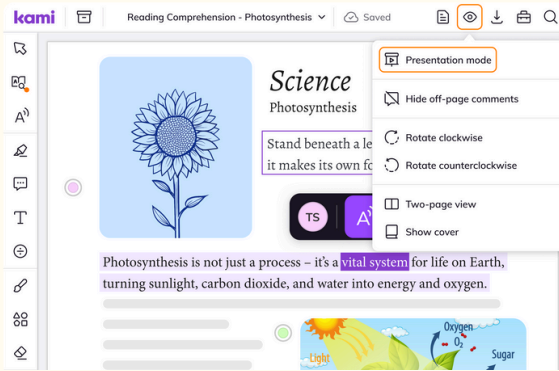 kami
Reading Comprehension - Photosynthesis
Saved
Presentation mode
Hide off-page comments
Rotate clockwise
Rotate counterclockwise
Two-page view
Show cover
Science
Photosynthesis
Stand beneath a
it makes its own
TS
A
Photosynthesis is not just a process – it's a vital system for life on Earth,
turning sunlight, carbon dioxide, and water into energy and oxygen.
Oxygen
O₂
Light
Sugar